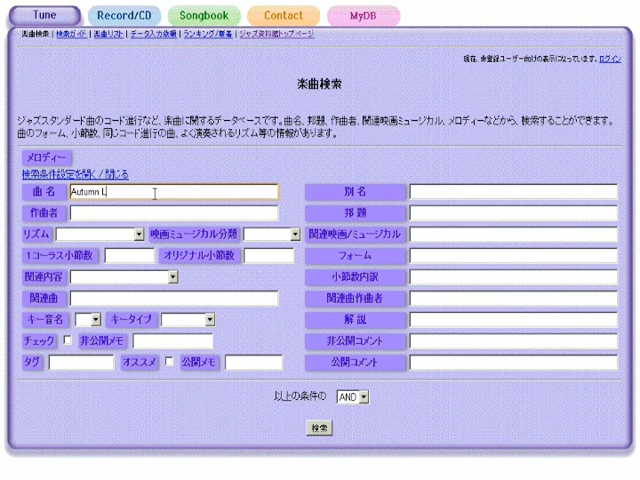 Tune Record/CD Songbook Contact MyDB
楽曲検索 | 検索ガイド | 楽曲リスト | データ入力依頼 | ランキング/新着 | ジャズ資料館トップページ
現在、未登録ユーザー向けの表示になっています。ログイン
楽曲検索
ジャズスタンダード曲のコード進行など、楽曲に関するデータベースです。曲名、邦題、作曲者、関連映画ミュージカル、メロディーなどから、検索することができます。
曲のフォーム、小節数、同じコード進行の曲、よく演奏されるリズム等の情報があります。
メロディー
検索条件設定を開く/閉じる
曲名 Autumn L 別名
作曲者 邦題
リズム 映画ミュージカル分類 関連映画/ミュージカル
1コーラス小節数 オリジナル小節数 フォーム
関連内容 小節数内訳
関連曲 関連曲作曲者
キー音名 キータイプ 解説
チェック 非公開メモ 非公開コメント
タグ オススメ 公開メモ 公開コメント
以上の条件の AND
検索